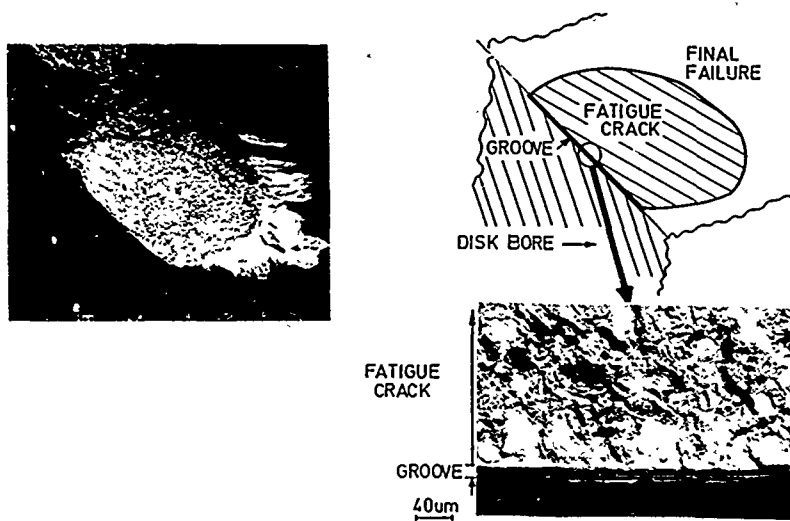 FINAL
FAILURE
FATIGUE
CRACK
GROOVE
DISK BORE
FATIGUE
CRACK
GROOVE
40um